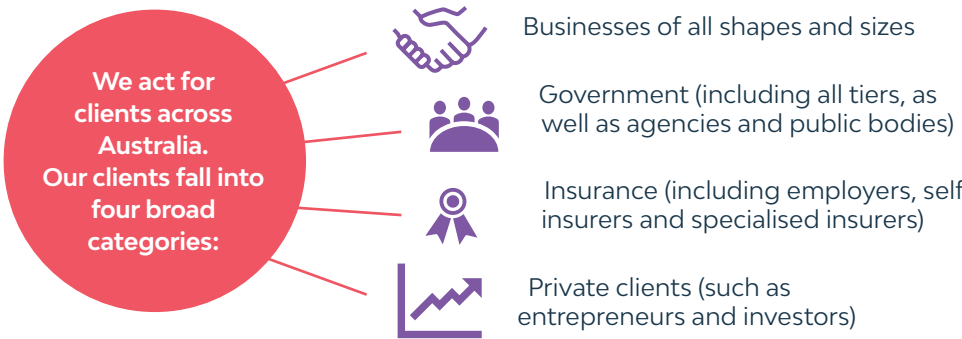 We act for
clients across
Australia.
Our clients fall into
four broad
categories:
Businesses of all shapes and sizes
Government (including all tiers, as
well as agencies and public bodies)
Insurance (including employers, self
insurers and specialised insurers)
Private clients (such as
entrepreneurs and investors)